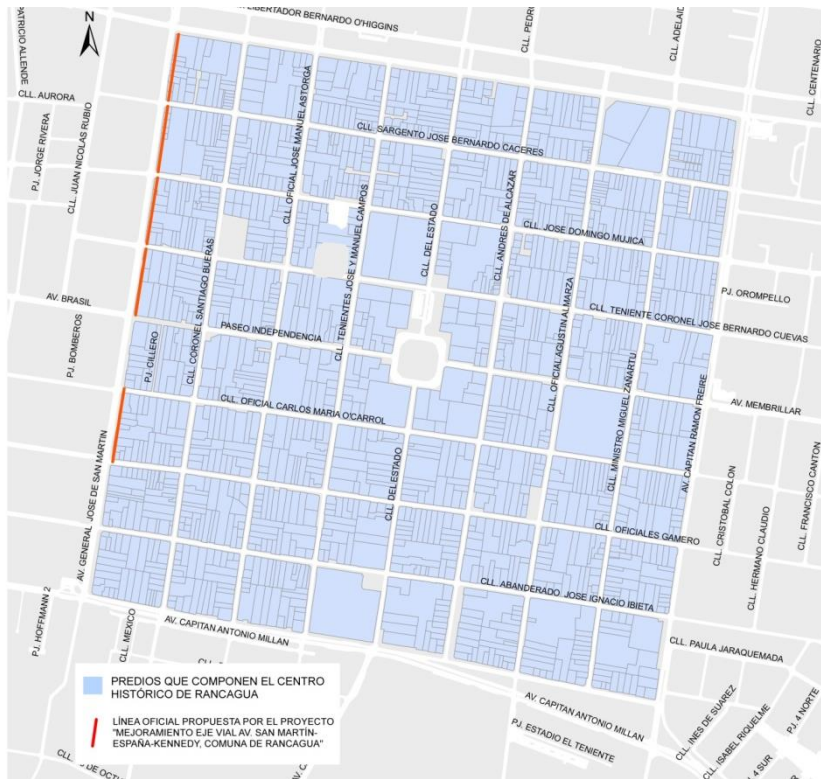 N
LIBERTADOR BERNARDO O'HIGGINS
CLL. PEDR
CLL. ADELAID
CLL. CENTENARIO
PATRICIO ALLENDE
CLL. AURORA
PJ. JORGE RIVERA
CLL. JUAN NICOLAS RUBIO
CLL. OFICIAL JOSE MANUEL ASTORGA
CLL. SARGENTO JOSE BERNARDO CACERES
CLL. TENIENTES JOSE Y MANUEL CAMPOS
CLL. DEL ESTADO
CLL. ANDRES DE ALCAZAR
CLL. JOSE DOMINGO MUJICA
CLL. CORONEL SANTIAGO BUERAS
PJ. OROMPELLO
AV. BRASIL
PJ. BOMBEROS
PJ. CILLERO
PASEO INDEPENDENCIA
CLL. OFICIAL AGUSTIN ALMARZA
CLL. TENIENTE CORONEL JOSE BERNARDO CUEVAS
CLL. OFICIAL CARLOS MARIA O'CARROL
CLL. MINISTRO MIGUEL ZAÑARTU
AV. CAPITAN RAMON FREIRE
AV. MEMBRILLAR
AV. GENERAL JOSE DE SAN MARTIN
CLL. DEL ESTADO
CLL. CRISTOBAL COLON
CLL. HERMANO CLAUDIO
CLL. FRANCISCO CANTON
CLL. OFICIALES GAMERO
CLL. ABANDERADO JOSE IGNACIO IBIETA
PJ. HOFFMANN 2
CLL. MEXICO
AV. CAPITAN ANTONIO MILLAN
CLL. PAULA JARAQUEMADA
AV. CAPITAN ANTONIO MILLAN
PJ. ESTADIO EL TENIENTE
CLL. INES DE SUAREZ
CLL. ISABEL RIQUELME
PJ. 4 NORTE
4 SUR
SUR
PREDIOS QUE COMPONEN EL CENTRO
HISTÓRICO DE RANCAGUA
LÍNEA OFICIAL PROPUESTA POR EL PROYECTO
"MEJORAMIENTO EJE VIAL AV. SAN MARTÍN-
ESPAÑA-KENNEDY, COMUNA DE RANCAGUA"